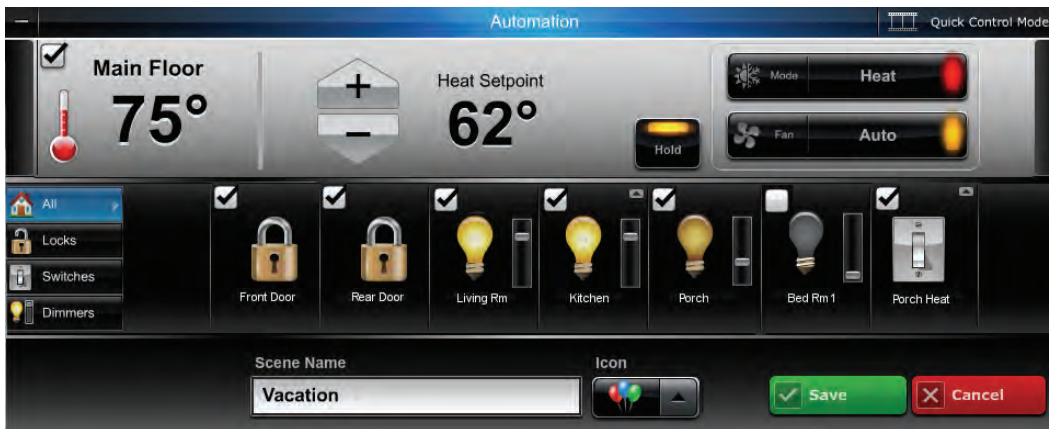 Automation
Quick Control Mode
Main Floor
75°
+
−
Heat Setpoint
62°
Hold
Mode Heat
Fan Auto
All
Locks
Switches
Dimmers
Front Door
Rear Door
Living Rm
Kitchen
Porch
Bed Rm 1
Porch Heat
Scene Name
Vacation
Icon
Save
Cancel